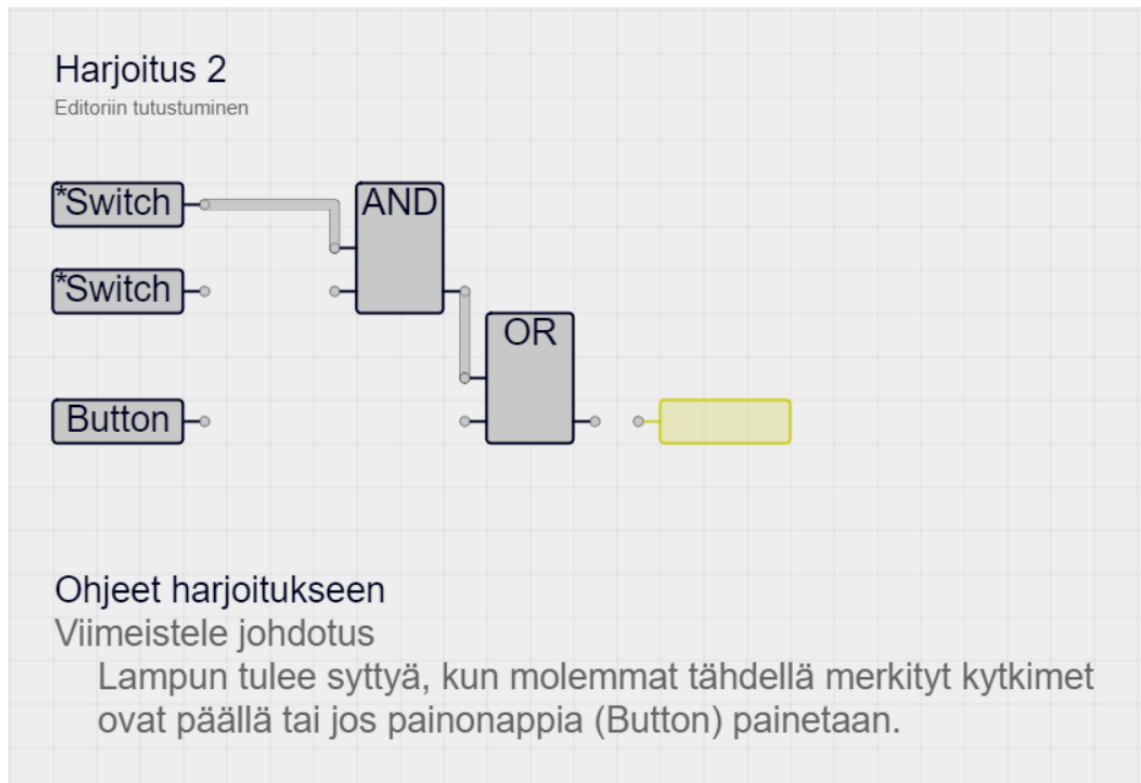 Harjoitus 2
Editoriin tutustuminen
*Switch
AND
*Switch
OR
Button
Ohjeet harjoitukseen
Viimeistele johdotus
Lampun tulee syttyä, kun molemmat tähdellä merkityt kytkimet
ovat päällä tai jos painonappia (Button) painetaan.